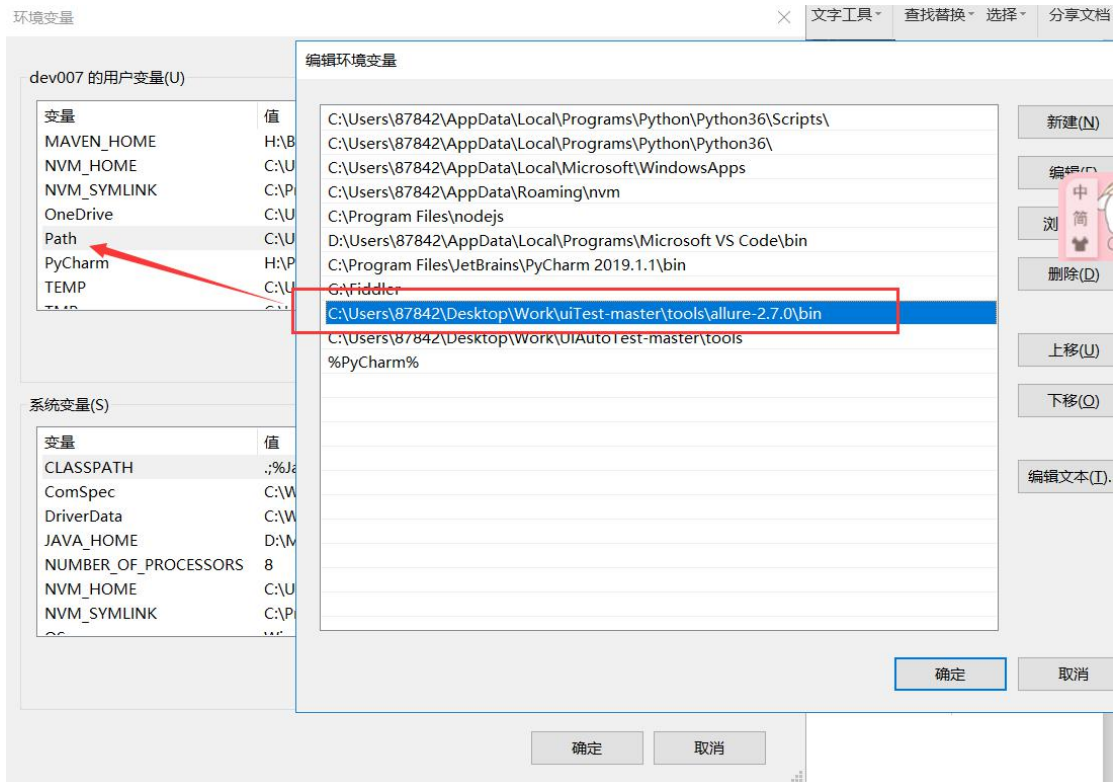 环境变量
文字工具 查找替换 选择 分享文档
编辑环境变量
dev007 的用户变量(U)
变量 值
MAVEN_HOME H:\B
NVM_HOME C:\U
NVM_SYMLINK C:\P
OneDrive C:\U
Path C:\U
PyCharm H:\P
TEMP C:\U
C:\Users\87842\AppData\Local\Programs\Python\Python36\Scripts\
C:\Users\87842\AppData\Local\Programs\Python\Python36\
C:\Users\87842\AppData\Local\Microsoft\WindowsApps
C:\Users\87842\AppData\Roaming\nvm
C:\Program Files\nodejs
D:\Users\87842\AppData\Local\Programs\Microsoft VS Code\bin
C:\Program Files\JetBrains\PyCharm 2019.1.1\bin
G:\Fiddler
C:\Users\87842\Desktop\Work\uiTest-master\tools\allure-2.7.0\bin
C:\Users\87842\Desktop\Work\UIAutoTest-master\tools
%PyCharm%
新建(N)
编辑(E)
中
简
浏
删除(D)
上移(U)
下移(O)
编辑文本(T).
系统变量(S)
变量 值
CLASSPATH .;%Ja
ComSpec C:\W
DriverData C:\W
JAVA_HOME D:\M
NUMBER_OF_PROCESSORS 8
NVM_HOME C:\U
NVM_SYMLINK C:\P
确定 取消
确定 取消